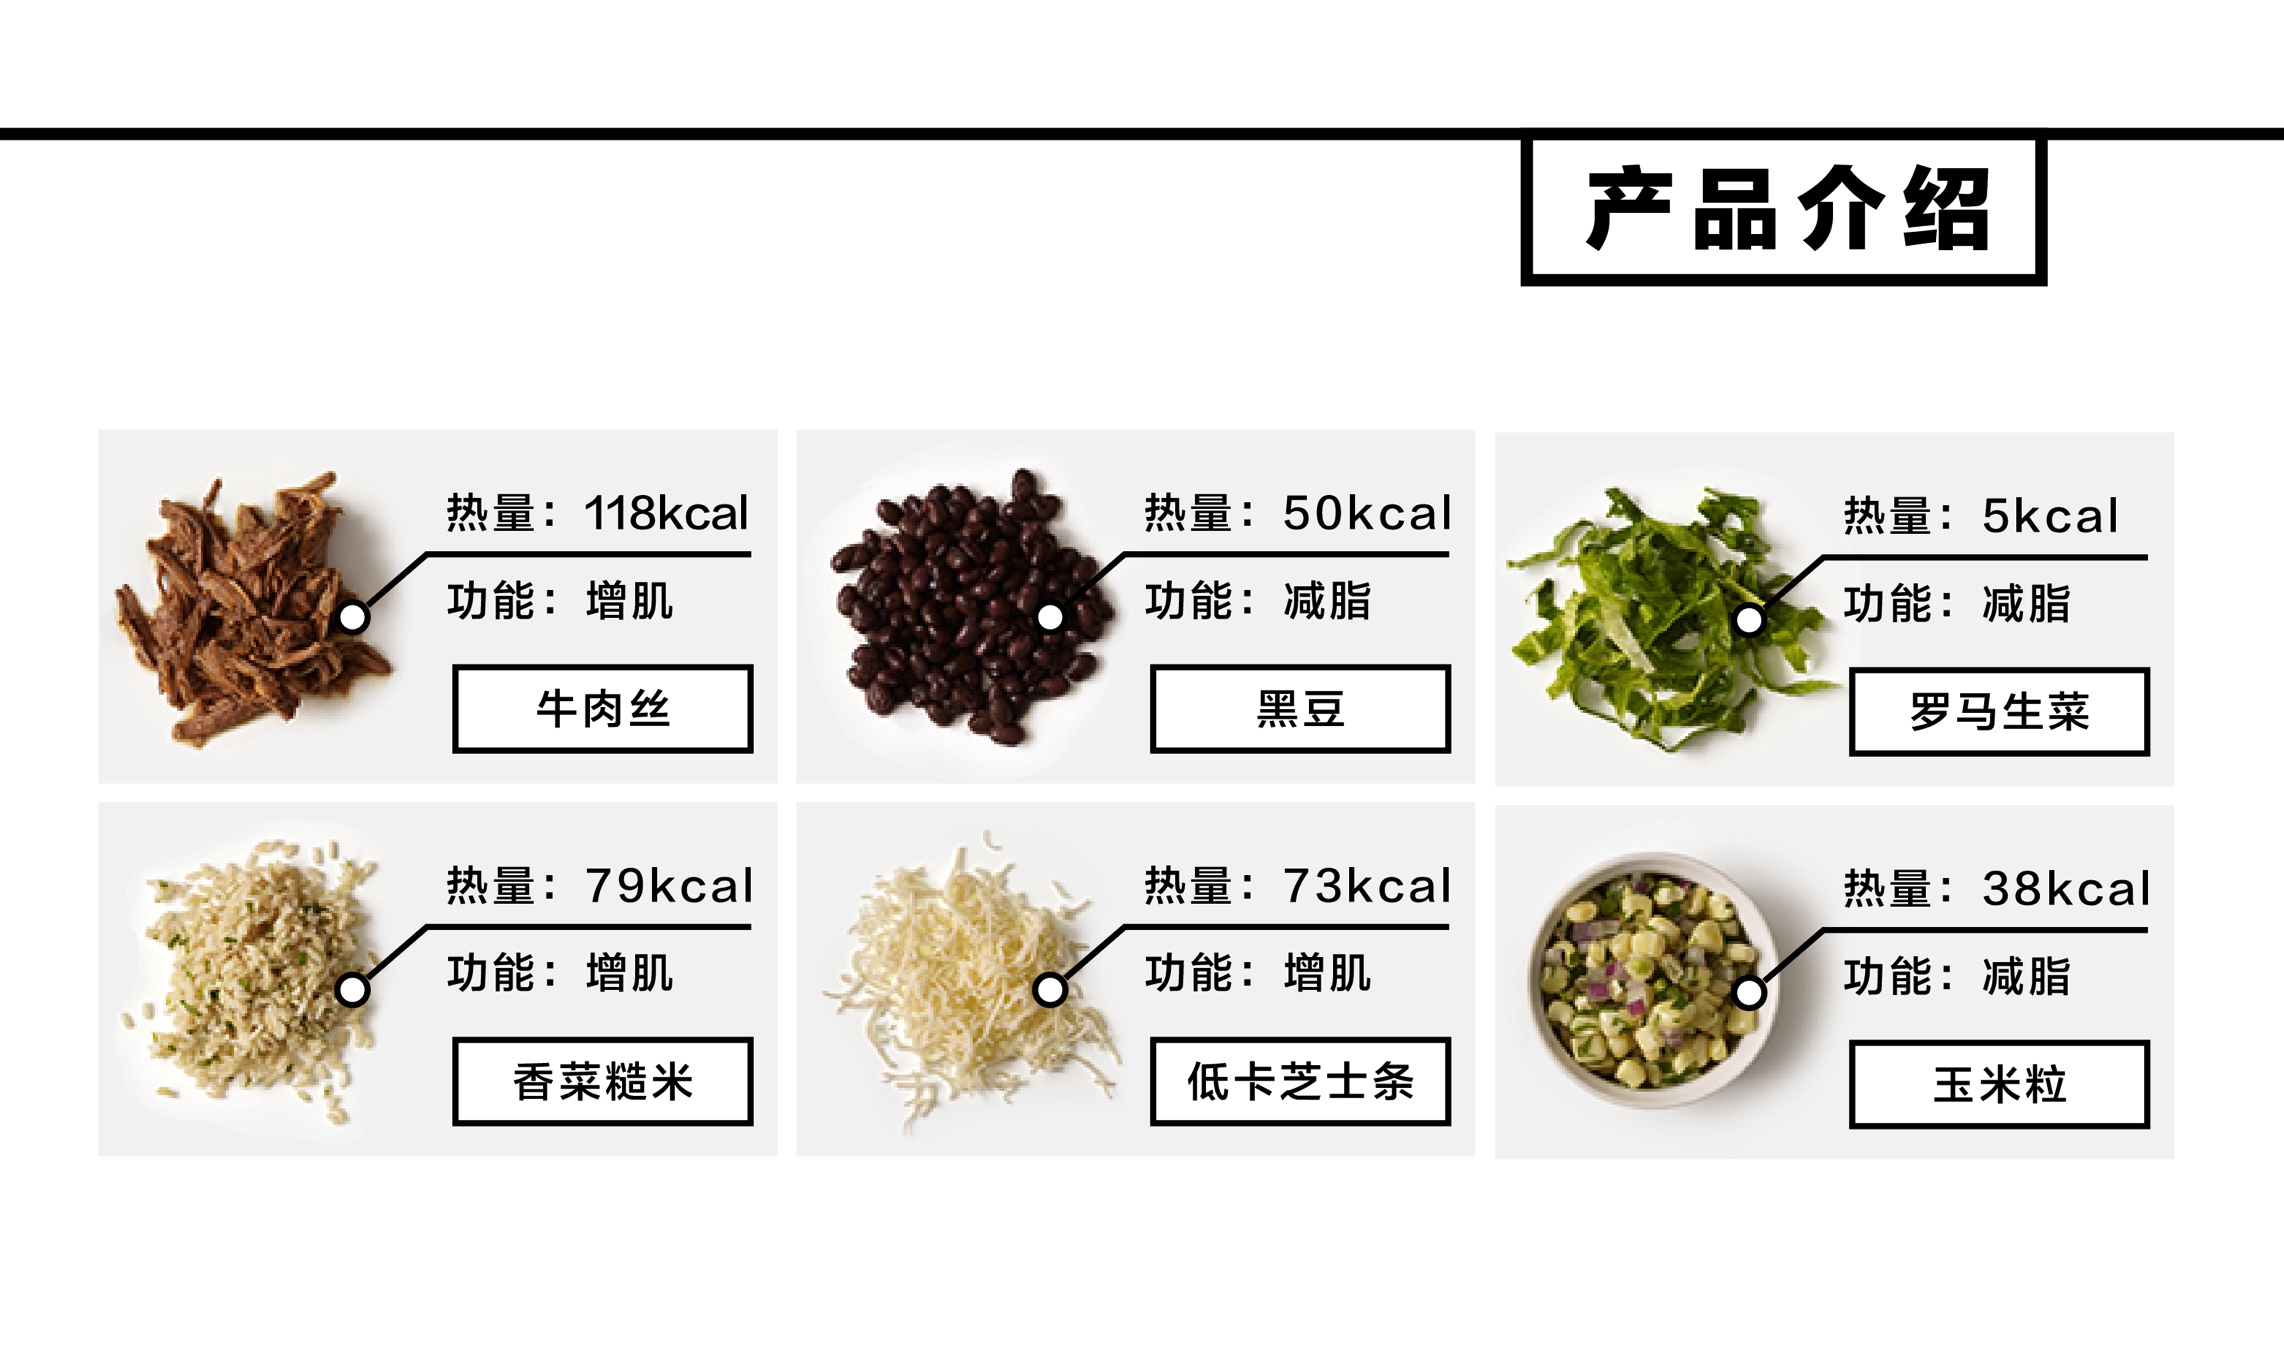 产品介绍
热量：118kcal
功能：增肌
牛肉丝
热量：50kcal
功能：减脂
黑豆
热量：5kcal
功能：减脂
罗马生菜
热量：79kcal
功能：增肌
香菜糙米
热量：73kcal
功能：增肌
低卡芝士条
热量：38kcal
功能：减脂
玉米粒